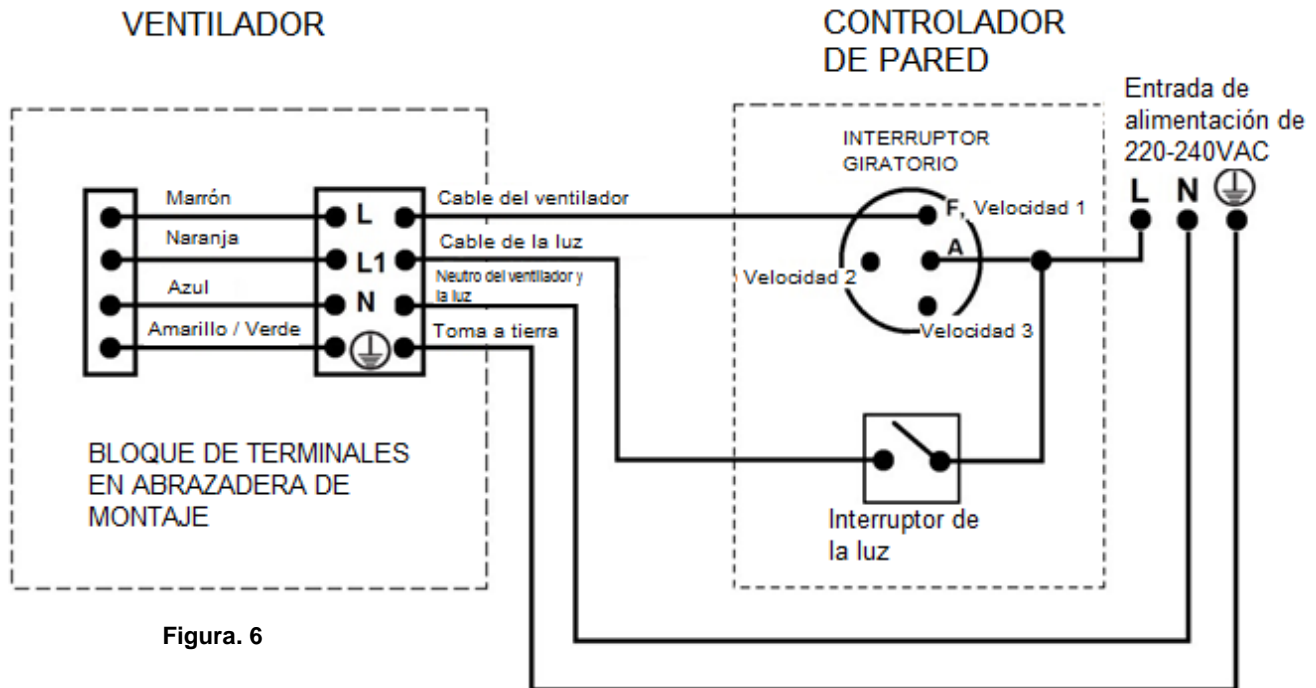 VENTILADOR
CONTROLADOR
DE PARED
Entrada de
alimentación de
220-240VAC
L N
INTERRUPTOR
GIRATORIO
Marrón
L
Cable del ventilador
F, Velocidad 1
Naranja
L1
Cable de la luz
A
Velocidad 2
Azul
N
Neutro del ventilador y
la luz
Amarillo / Verde
Toma a tierra
Velocidad 3
BLOQUE DE TERMINALES
EN ABRAZADERA DE
MONTAJE
Interruptor de
la luz
Figura. 6